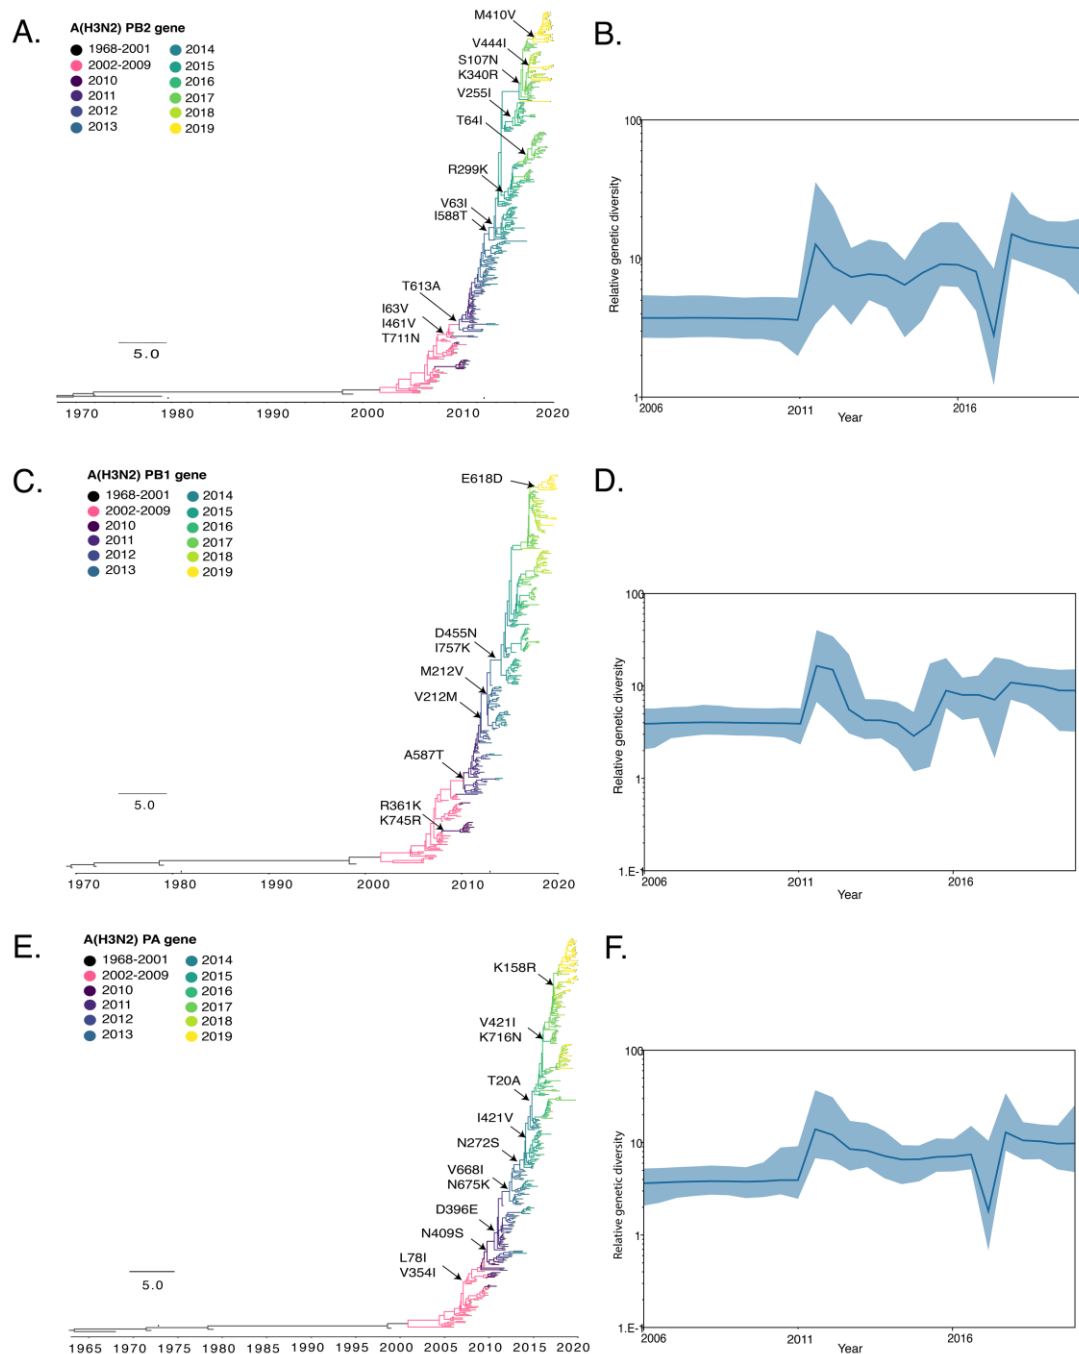 A.
A(H3N2) PB2 gene
1968-2001
2002-2009
2010
2011
2012
2013
2014
2015
2016
2017
2018
2019
M410V
V444I
S107N
K340R
V255I
T64I
R299K
V63I
I588T
T613A
I63V
I461V
T711N
5.0
1970 1980 1990 2000 2010 2020
B.
Relative genetic diversity
100
10
1
2006 2011 2016
Year
C.
A(H3N2) PB1 gene
1968-2001
2002-2009
2010
2011
2012
2013
2014
2015
2016
2017
2018
2019
E618D
D455N
I757K
M212V
V212M
A587T
R361K
K745R
5.0
1970 1980 1990 2000 2010 2020
D.
Relative genetic diversity
100
10
1
1.E-1
2006 2011 2016
Year
E.
A(H3N2) PA gene
1968-2001
2002-2009
2010
2011
2012
2013
2014
2015
2016
2017
2018
2019
K158R
V421I
K716N
T20A
I421V
N272S
V668I
N675K
D396E
N409S
L78I
V354I
5.0
1965 1970 1975 1980 1985 1990 1995 2000 2005 2010 2015 2020
F.
Relative genetic diversity
100
10
1
1.E-1
2006 2011 2016
Year